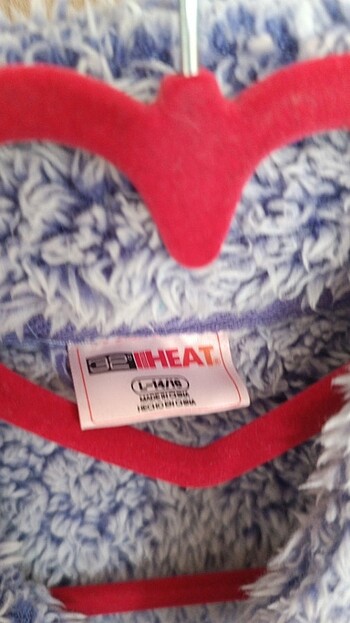 32° HEAT
L-14/16
MADE IN CHINA
HECHO EN CHINA